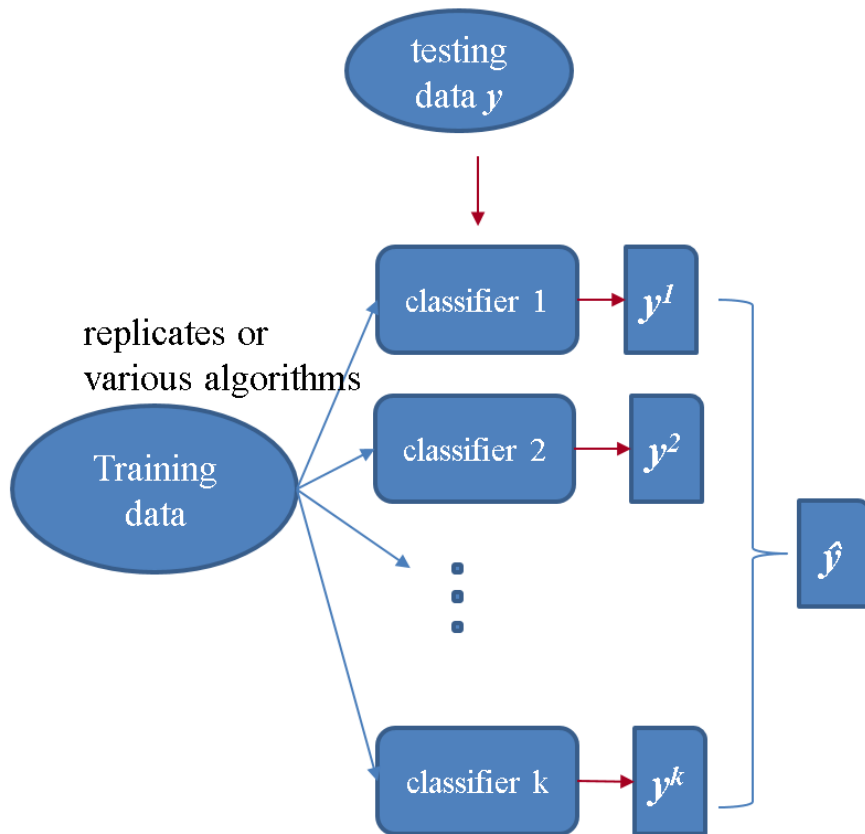 testing
data y
classifier 1
y¹
replicates or
various algorithms
classifier 2
y²
Training
data
ŷ
classifier k
yᵏ